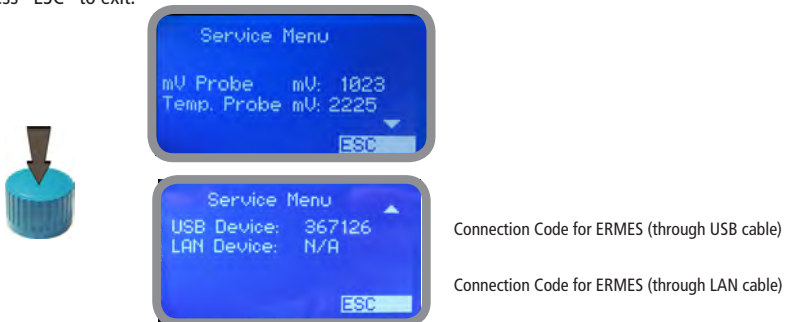 "ESC" to exit.
Service Menu
mV Probe mV: 1023
Temp. Probe mV: 2225
ESC
Service Menu
USB Device: 367126
LAN Device: N/A
ESC
Connection Code for ERMES (through USB cable)
Connection Code for ERMES (through LAN cable)